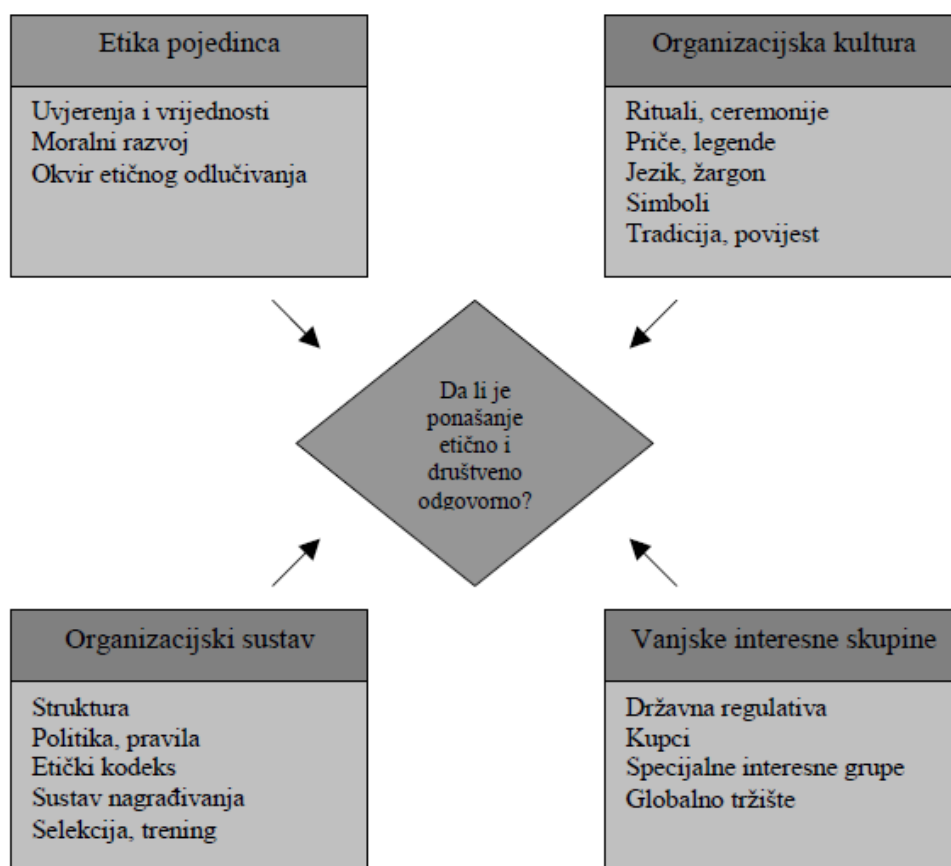 Etika pojedinca
Uvjerenja i vrijednosti
Moralni razvoj
Okvir etičnog odlučivanja
Organizacijska kultura
Rituali, ceremonije
Priče, legende
Jezik, žargon
Simboli
Tradicija, povijest
Da li je
ponašanje
etično i
društveno
odgovorno?
Organizacijski sustav
Struktura
Politika, pravila
Etički kodeks
Sustav nagrađivanja
Selekcija, trening
Vanjske interesne skupine
Državna regulativa
Kupci
Specijalne interesne grupe
Globalno tržište